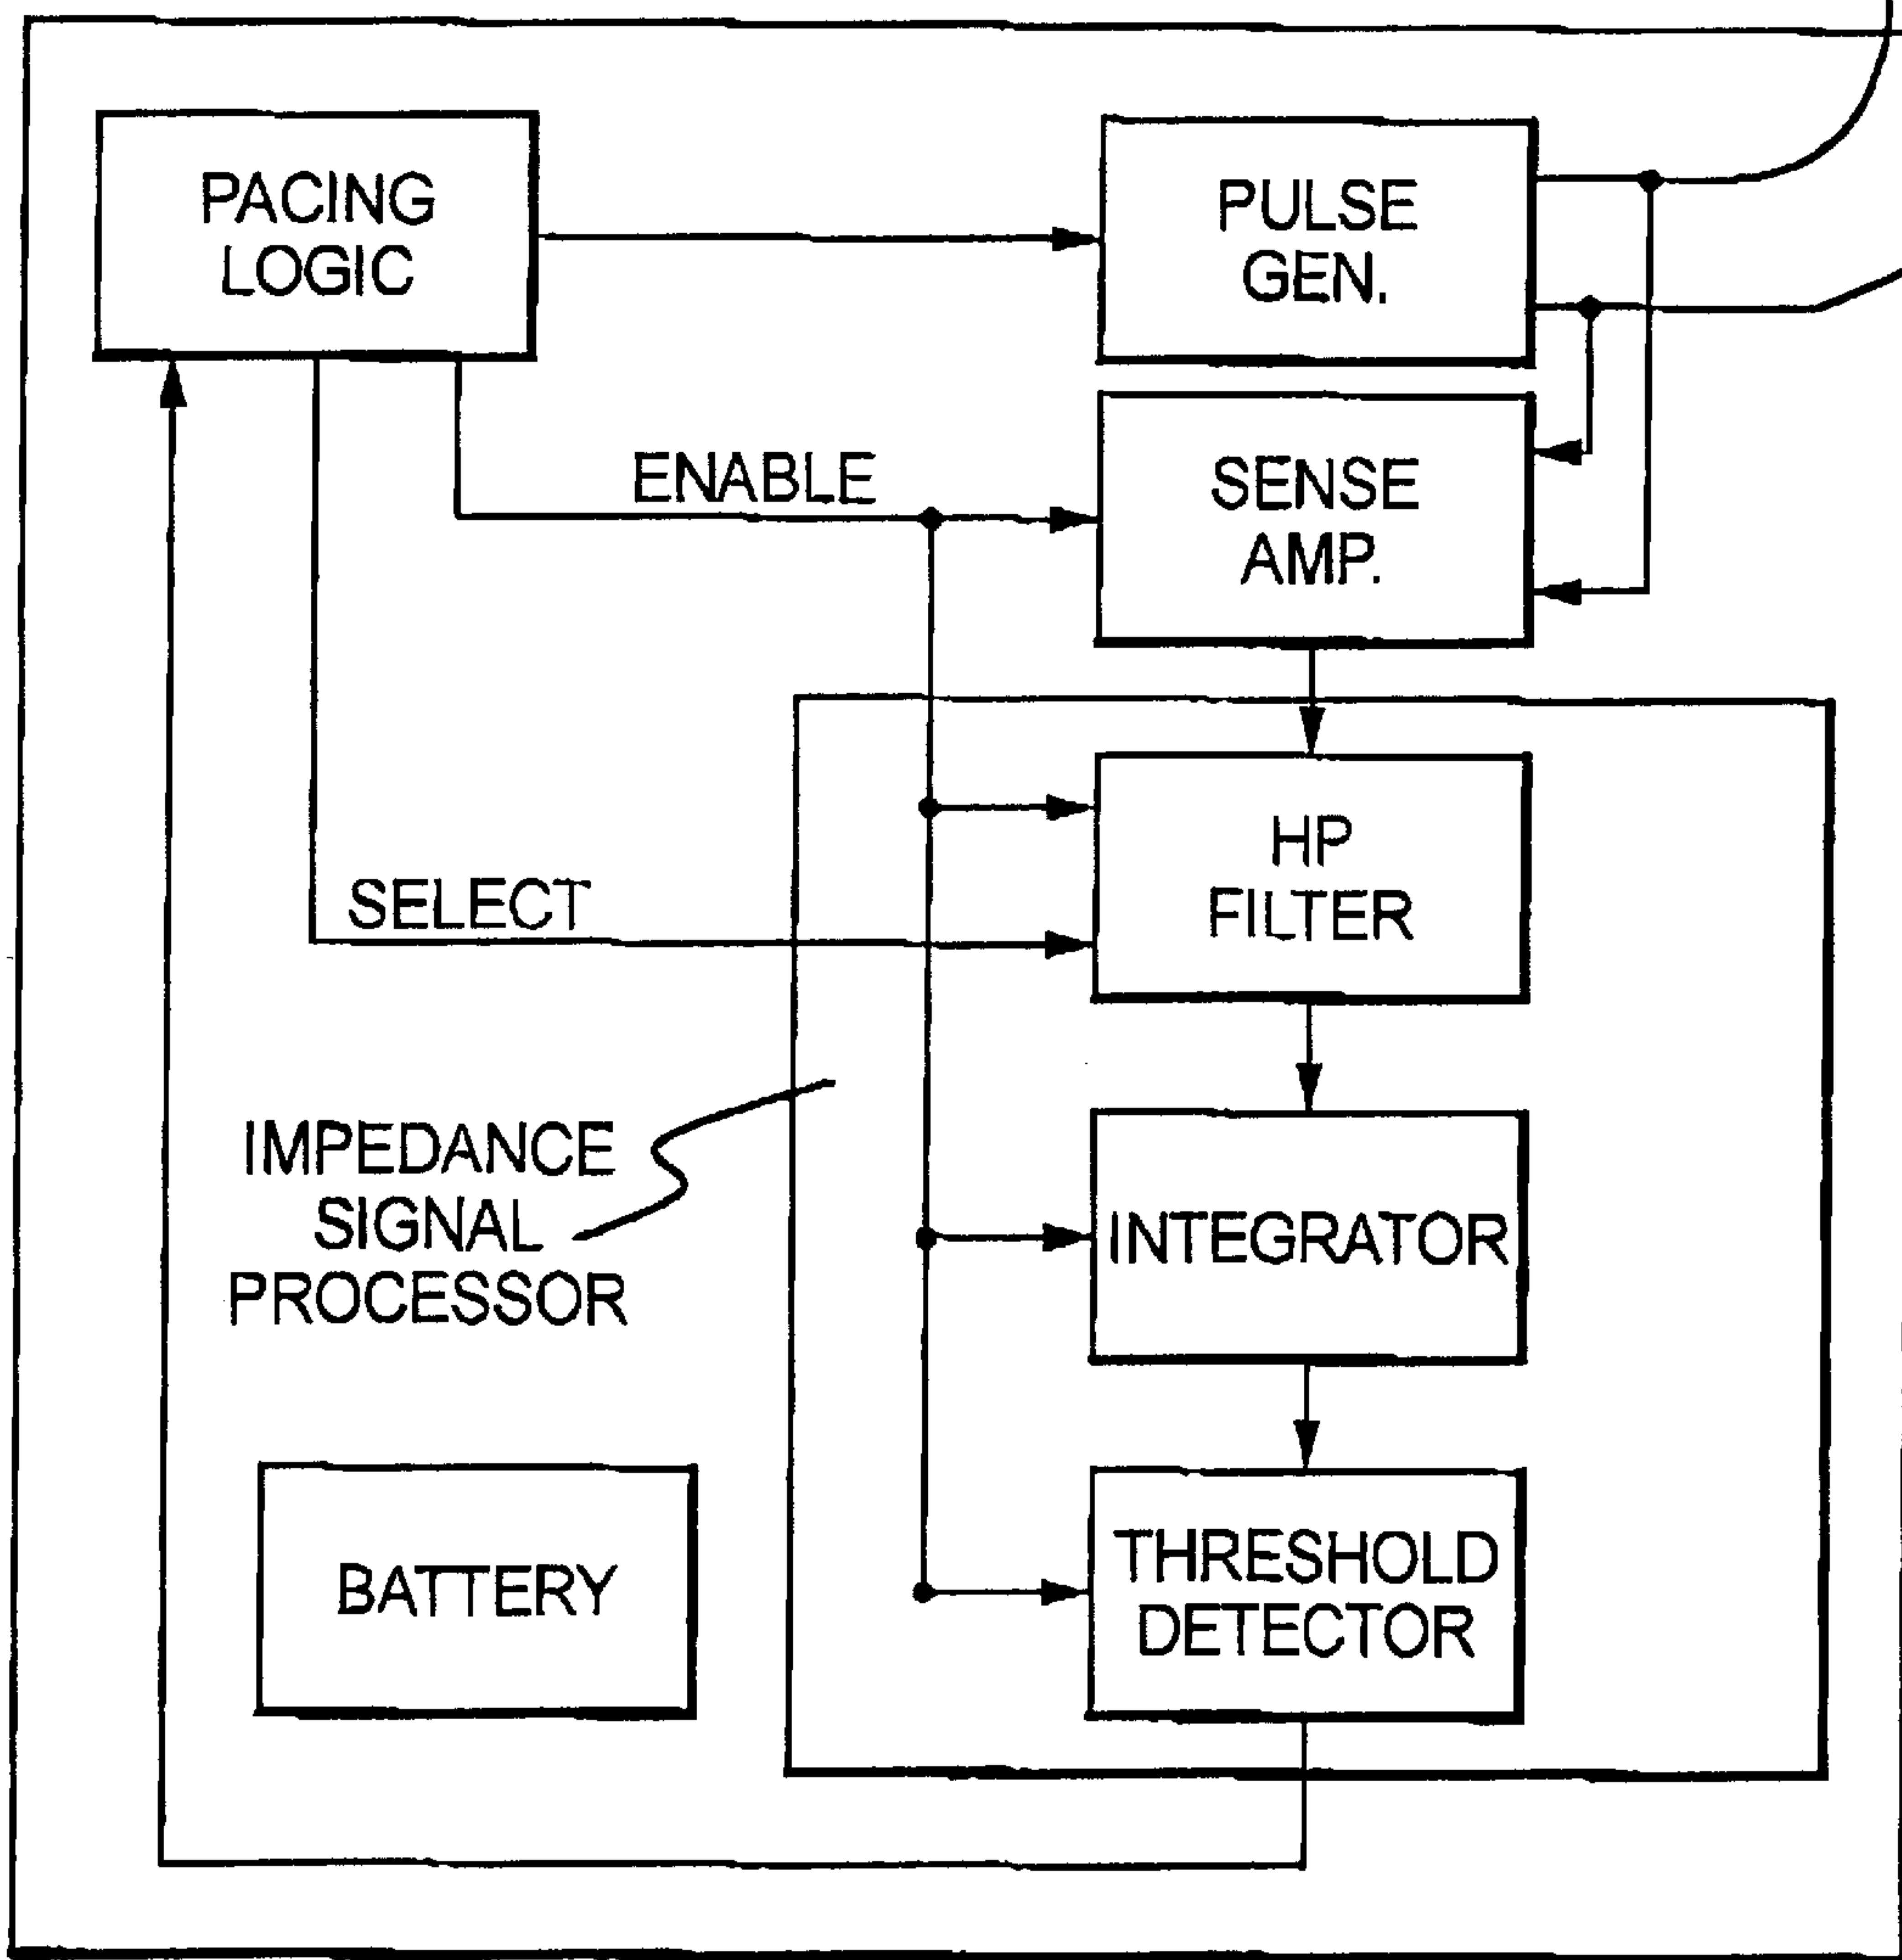 PACING
LOGIC
PULSE
GEN.
ENABLE
SENSE
AMP.
SELECT
HP
FILTER
IMPEDANCE
SIGNAL
PROCESSOR
INTEGRATOR
BATTERY
THRESHOLD
DETECTOR